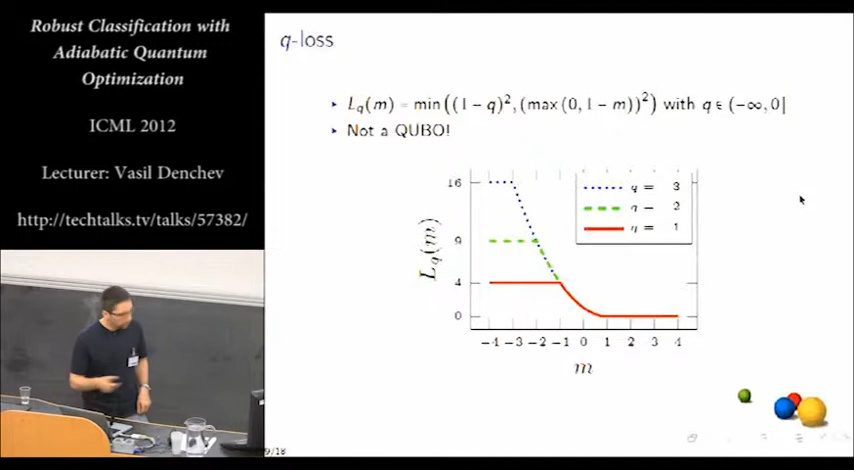 Robust Classification with
Adiabatic Quantum
Optimization
ICML 2012
Lecturer: Vasil Denchev
http://techtalks.tv/talks/57382/
q-loss
L_q(m) = min((1 − q)², (max(0, 1 − m))²) with q ∈ (−∞, 0]
Not a QUBO!
16
9
4
0
L_q(m)
q = 3
q − 2
q = 1
−4 −3 −2 −1 0 1 2 3 4
m
9/18